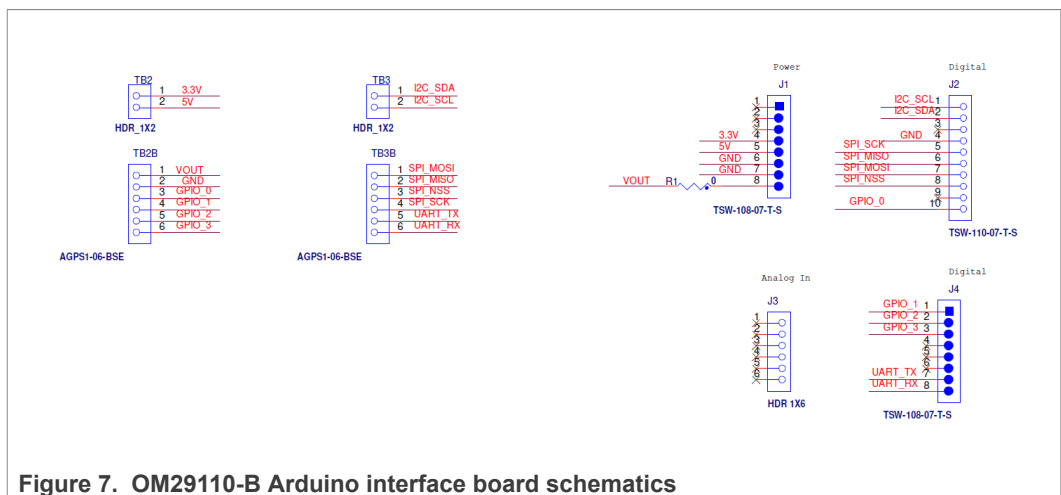 TB2
1 3.3V
2 5V
HDR_1X2
TB2B
1 VOUT
2 GND
3 GPIO_0
4 GPIO_1
5 GPIO_2
6 GPIO_3
AGPS1-06-BSE
TB3
1 I2C_SDA
2 I2C_SCL
HDR_1X2
TB3B
1 SPI_MOSI
2 SPI_MISO
3 SPI_NSS
4 SPI_SCK
5 UART_TX
6 UART_RX
AGPS1-06-BSE
Power
J1
1
2
3
3.3V 4
5V 5
GND 6
GND 7
VOUT R1 0 8
TSW-108-07-T-S
Digital
J2
I2C_SCL 1
I2C_SDA 2
3
GND 4
SPI_SCK 5
SPI_MISO 6
SPI_MOSI 7
SPI_NSS 8
9
GPIO_0 10
TSW-110-07-T-S
Analog In
J3
1
2
3
4
5
6
HDR 1X6
Digital
J4
GPIO_1 1
GPIO_2 2
GPIO_3 3
4
5
6
UART_TX 7
UART_RX 8
TSW-108-07-T-S
Figure 7. OM29110-B Arduino interface board schematics